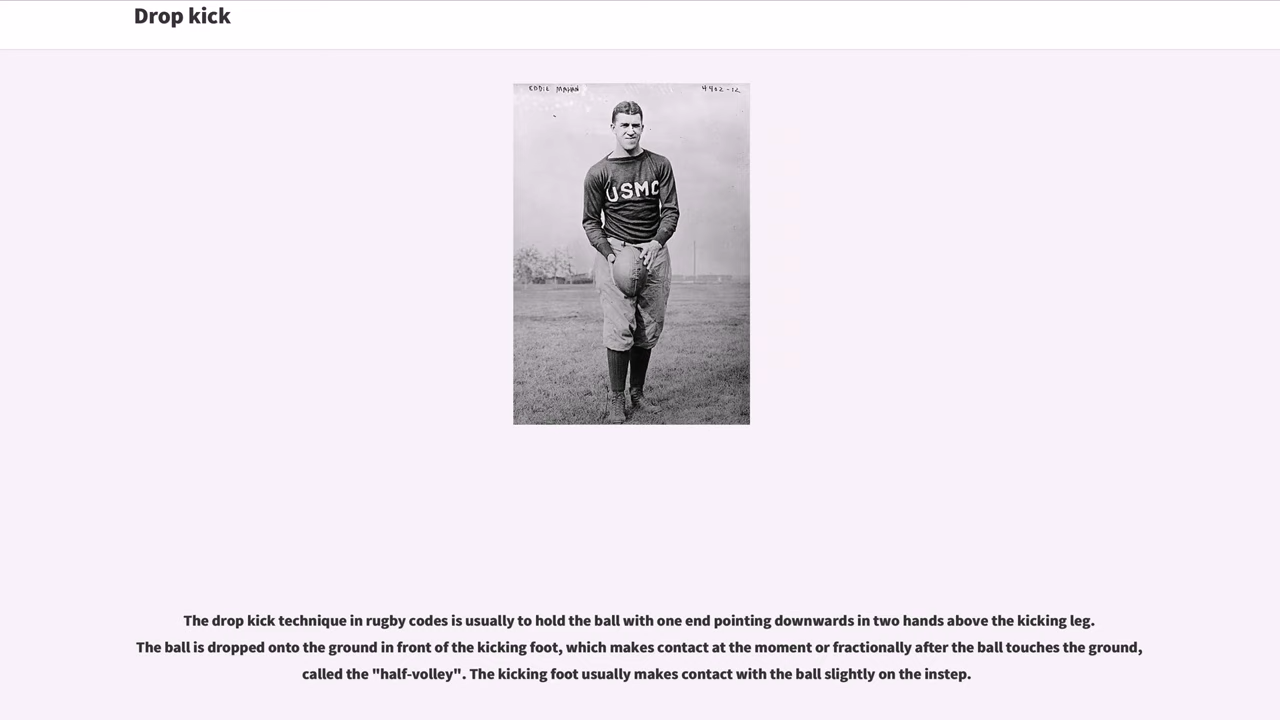 Drop kick
EDDIE MAHAN
4402-12
USMC
The drop kick technique in rugby codes is usually to hold the ball with one end pointing downwards in two hands above the kicking leg.
The ball is dropped onto the ground in front of the kicking foot, which makes contact at the moment or fractionally after the ball touches the ground,
called the "half-volley". The kicking foot usually makes contact with the ball slightly on the instep.